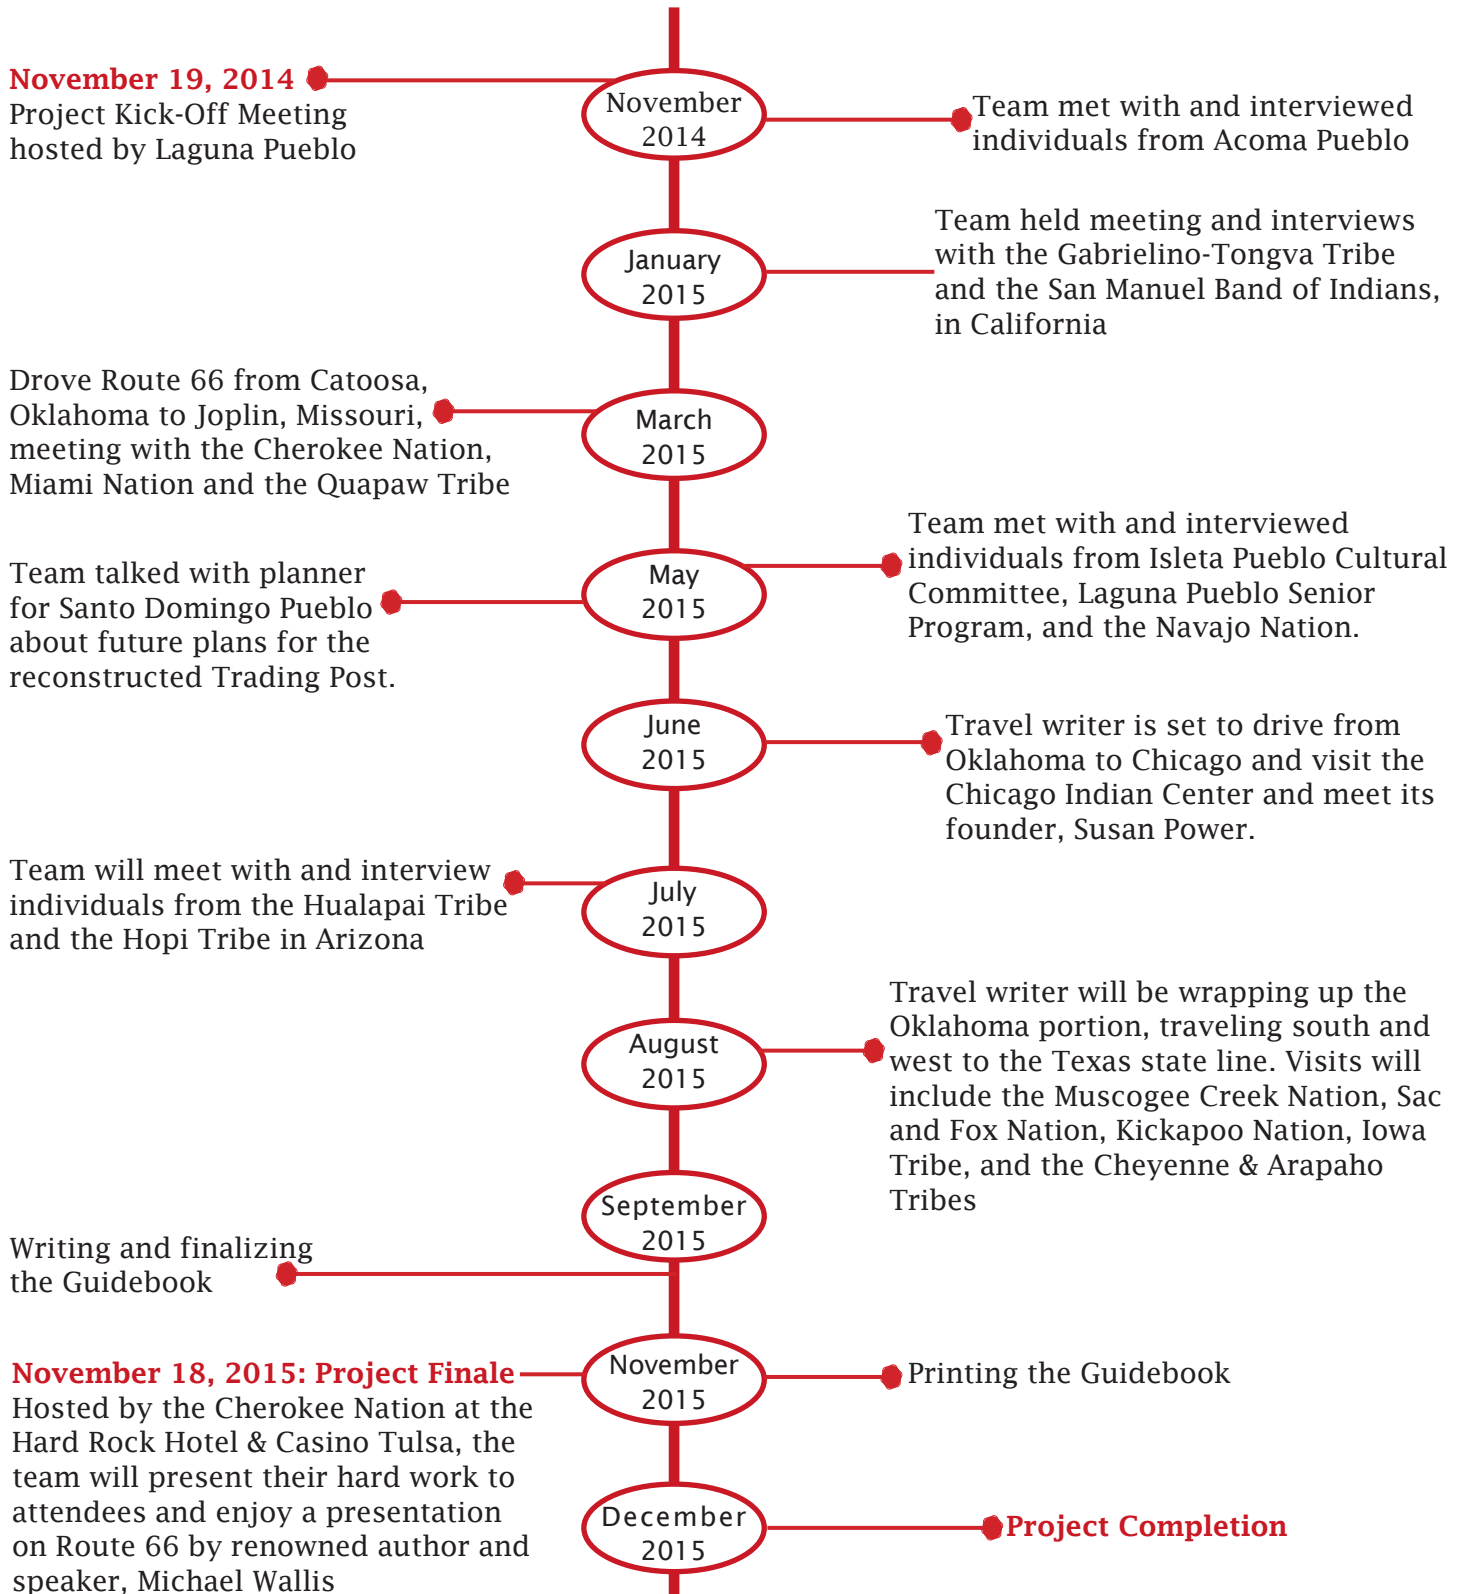 November 19, 2014
Project Kick-Off Meeting
hosted by Laguna Pueblo
November
2014
Team met with and interviewed
individuals from Acoma Pueblo
January
2015
Team held meeting and interviews
with the Gabrielino-Tongva Tribe
and the San Manuel Band of Indians,
in California
Drove Route 66 from Catoosa,
Oklahoma to Joplin, Missouri,
meeting with the Cherokee Nation,
Miami Nation and the Quapaw Tribe
March
2015
Team talked with planner
for Santo Domingo Pueblo
about future plans for the
reconstructed Trading Post.
May
2015
Team met with and interviewed
individuals from Isleta Pueblo Cultural
Committee, Laguna Pueblo Senior
Program, and the Navajo Nation.
June
2015
Travel writer is set to drive from
Oklahoma to Chicago and visit the
Chicago Indian Center and meet its
founder, Susan Power.
Team will meet with and interview
individuals from the Hualapai Tribe
and the Hopi Tribe in Arizona
July
2015
August
2015
Travel writer will be wrapping up the
Oklahoma portion, traveling south and
west to the Texas state line. Visits will
include the Muscogee Creek Nation, Sac
and Fox Nation, Kickapoo Nation, Iowa
Tribe, and the Cheyenne & Arapaho
Tribes
September
2015
Writing and finalizing
the Guidebook
November 18, 2015: Project Finale
Hosted by the Cherokee Nation at the
Hard Rock Hotel & Casino Tulsa, the
team will present their hard work to
attendees and enjoy a presentation
on Route 66 by renowned author and
speaker, Michael Wallis
November
2015
Printing the Guidebook
December
2015
Project Completion